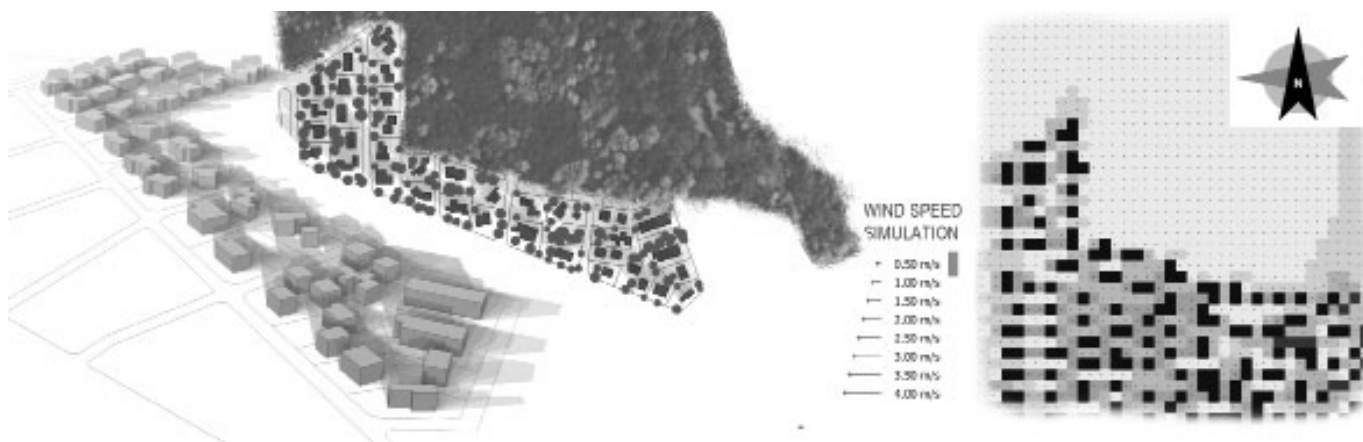 WIND SPEED
SIMULATION
0.50 m/s
1.00 m/s
1.50 m/s
2.00 m/s
2.50 m/s
3.00 m/s
3.50 m/s
4.00 m/s
N